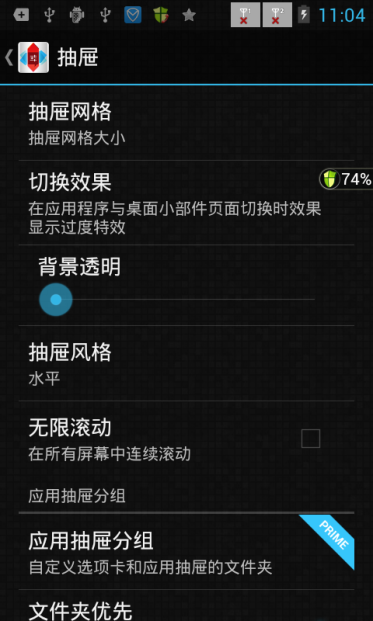 11:04
抽屉
抽屉网格
抽屉网格大小
切换效果
74%
在应用程序与桌面小部件页面切换时效果
显示过度特效
背景透明
抽屉风格
水平
无限滚动
在所有屏幕中连续滚动
应用抽屉分组
应用抽屉分组
PRIME
自定义选项卡和应用抽屉的文件夹
文件夹优先